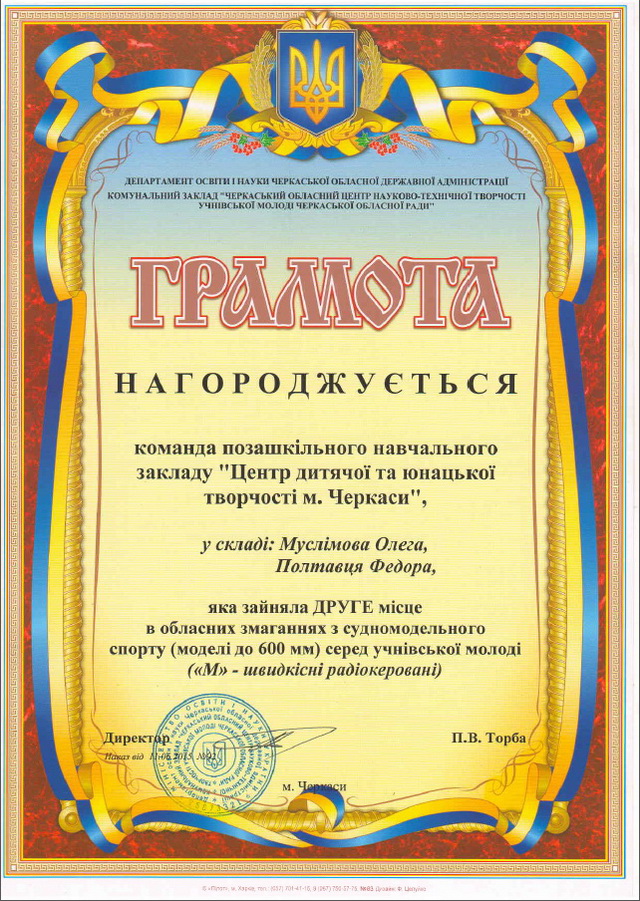 ДЕПАРТАМЕНТ ОСВІТИ І НАУКИ ЧЕРКАСЬКОЇ ОБЛАСНОЇ ДЕРЖАВНОЇ АДМІНІСТРАЦІЇ
КОМУНАЛЬНИЙ ЗАКЛАД "ЧЕРКАСЬКИЙ ОБЛАСНИЙ ЦЕНТР НАУКОВО-ТЕХНІЧНОЇ ТВОРЧОСТІ
УЧНІВСЬКОЇ МОЛОДІ ЧЕРКАСЬКОЇ ОБЛАСНОЇ РАДИ"
ГРАМОТА
НАГОРОДЖУЄТЬСЯ
команда позашкільного навчального
закладу "Центр дитячої та юнацької
творчості м. Черкаси",
у складі: Муслімова Олега,
Полтавця Федора,
яка зайняла ДРУГЕ місце
в обласних змаганнях з судномодельного
спорту (моделі до 600 мм) серед учнівської молоді
(«М» - швидкісні радіокеровані)
Директор
П.В. Торба
Наказ від 11.06.2015
м. Черкаси